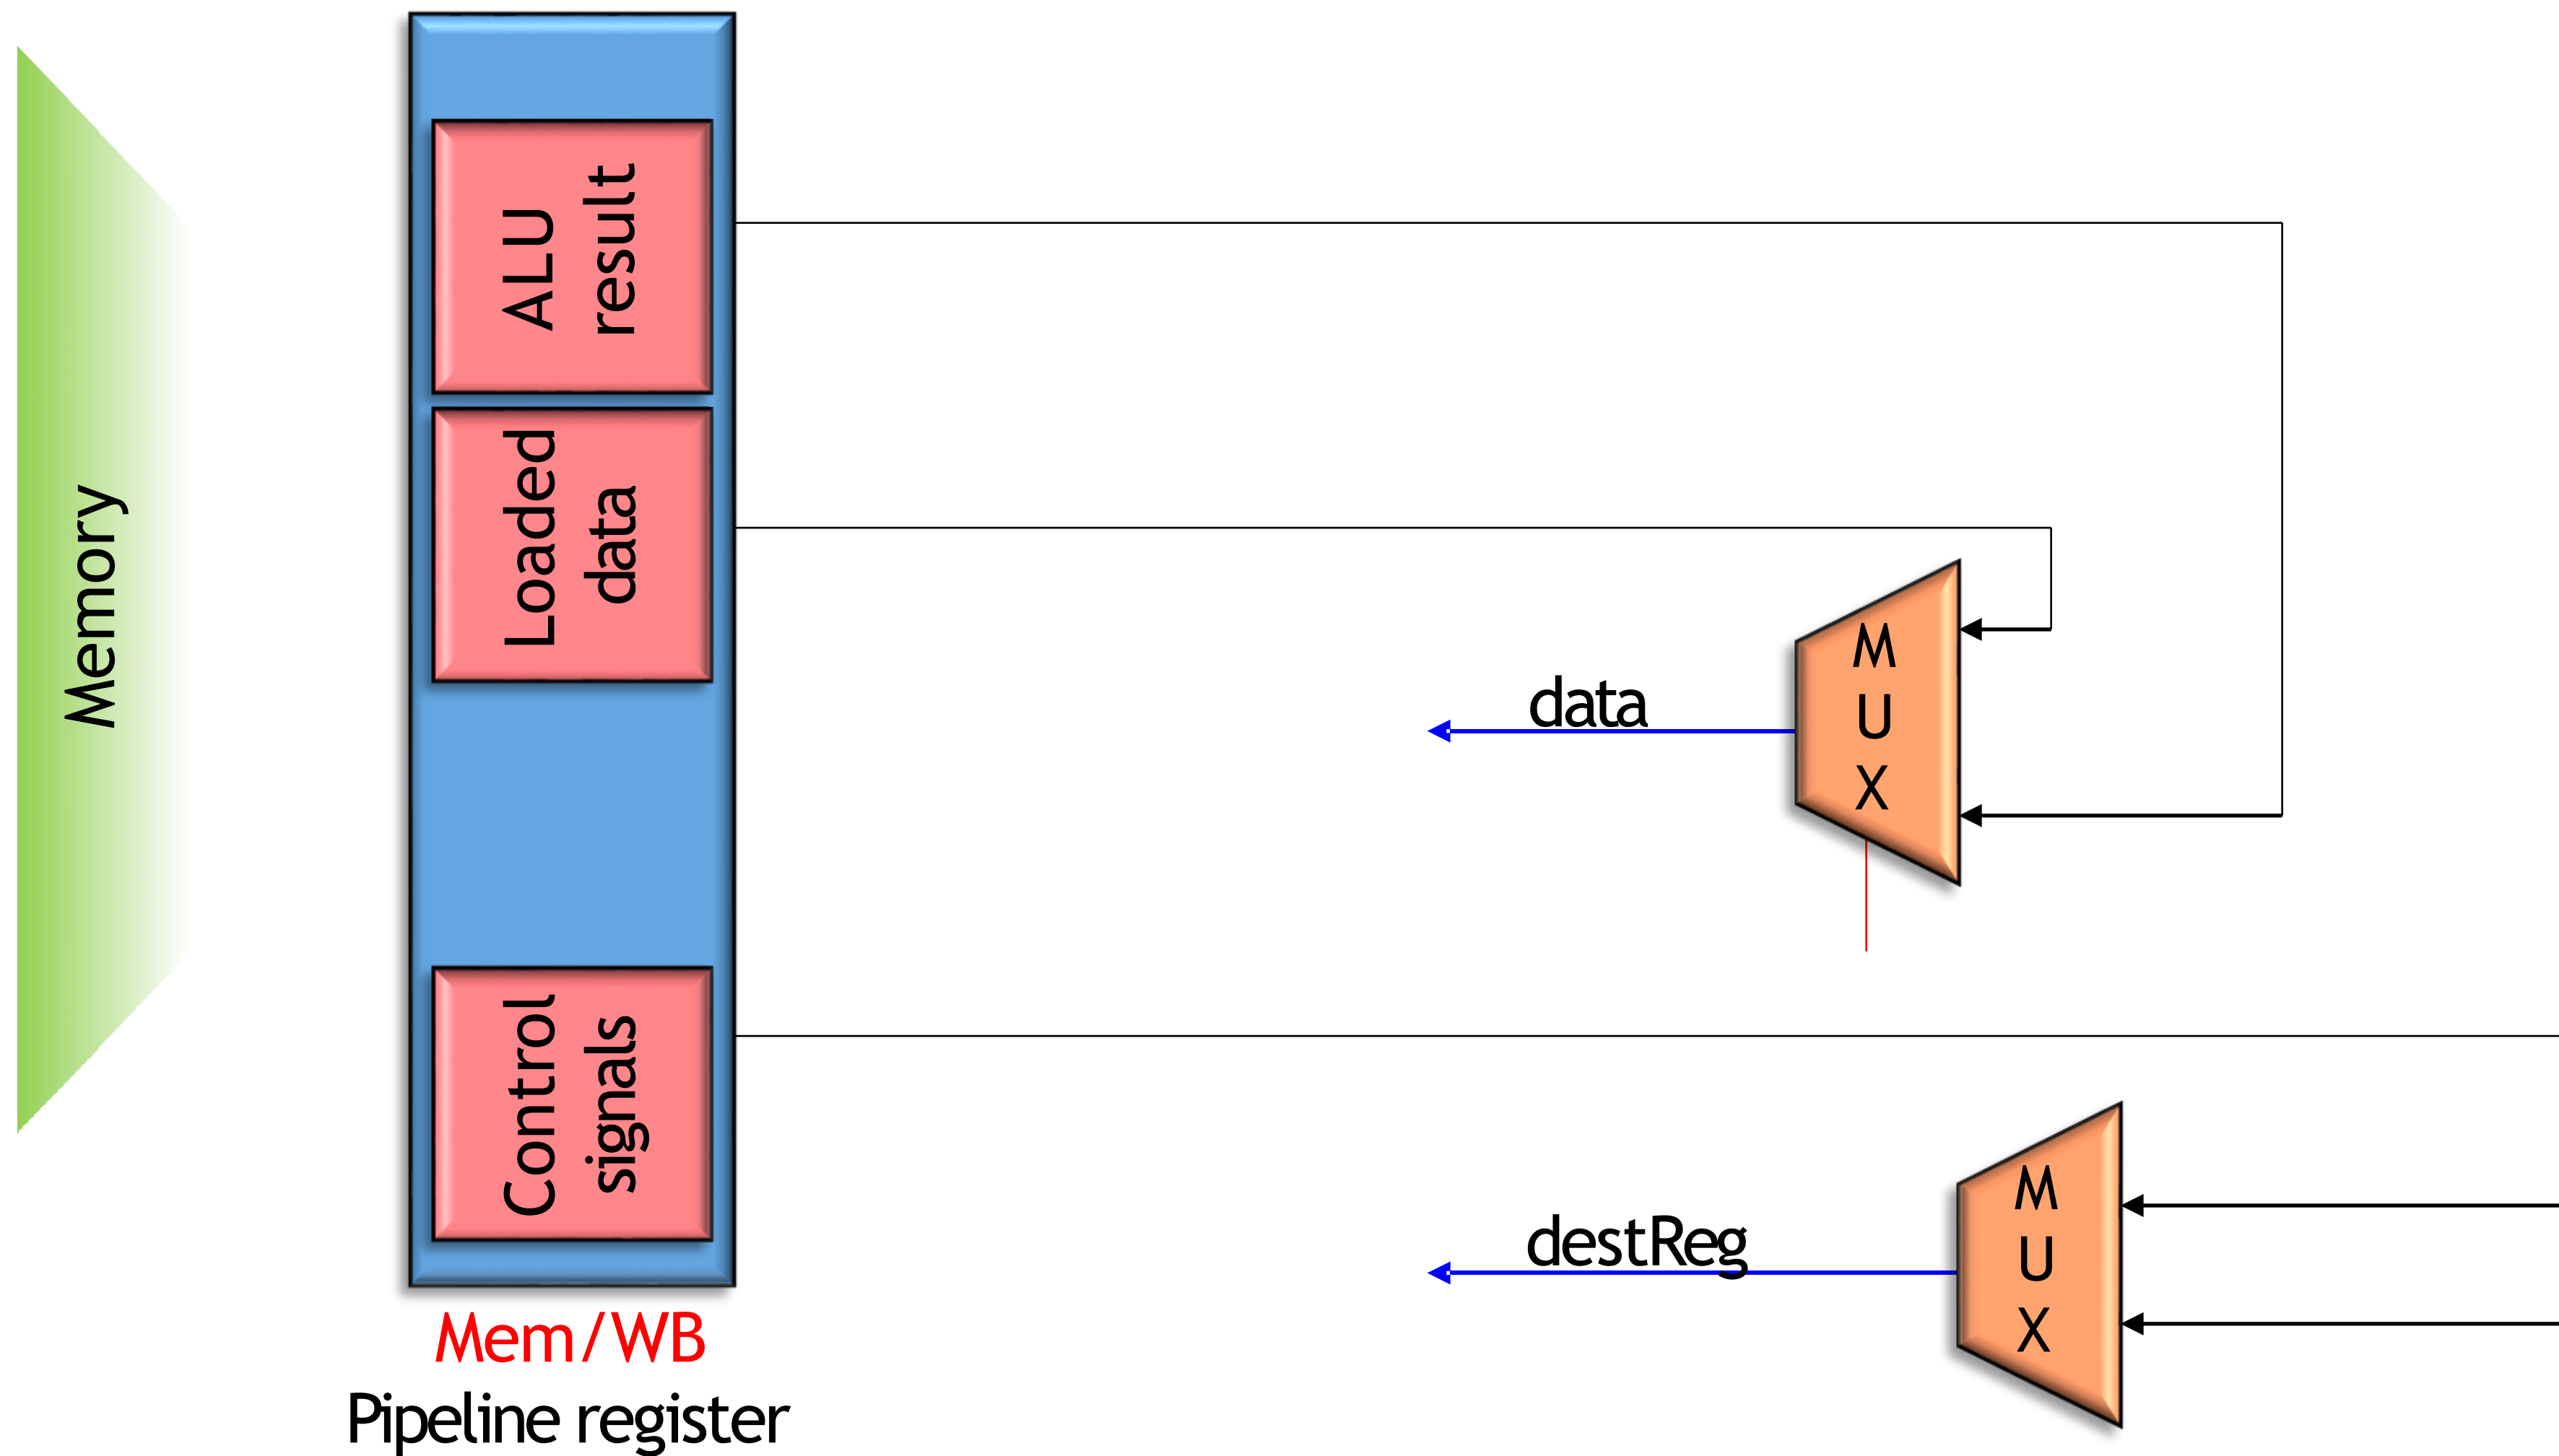 Memory
ALU
result
Loaded
data
Control
signals
Mem/WB
Pipeline register
data
M
U
X
destReg
M
U
X